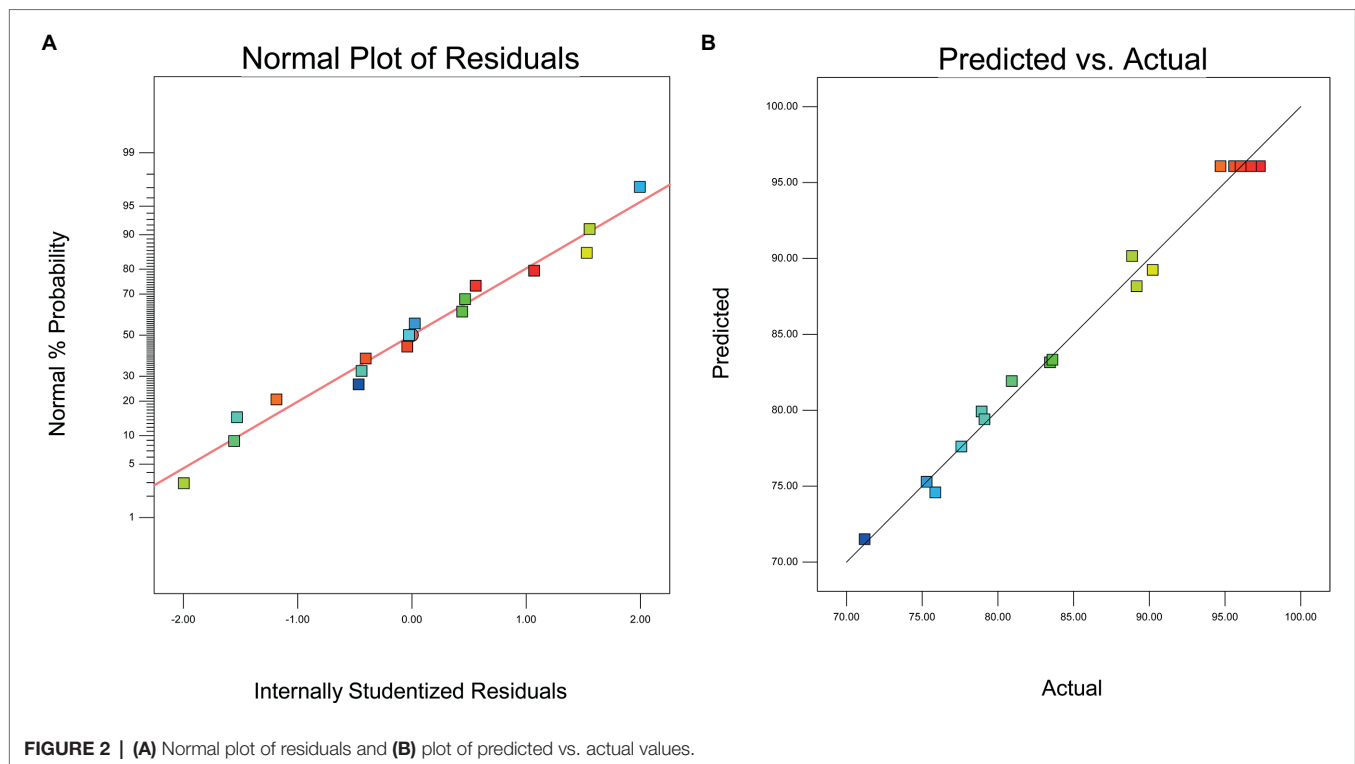 A
Normal Plot of Residuals
Normal % Probability
99
95
90
80
70
50
30
20
10
5
1
-2.00 -1.00 0.00 1.00 2.00
Internally Studentized Residuals
B
Predicted vs. Actual
Predicted
100.00
95.00
90.00
85.00
80.00
75.00
70.00
70.00 75.00 80.00 85.00 90.00 95.00 100.00
Actual
FIGURE 2 | (A) Normal plot of residuals and (B) plot of predicted vs. actual values.